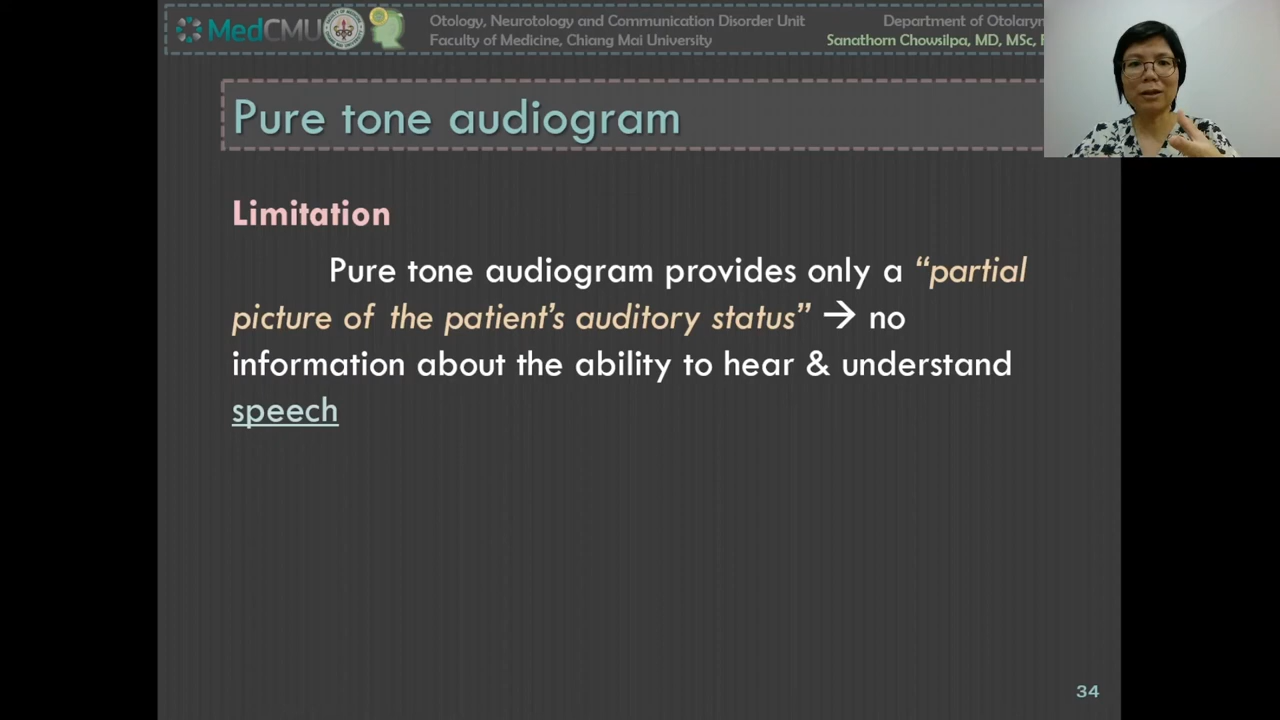 MedCMU
Otology, Neurotology and Communication Disorder Unit
Faculty of Medicine, Chiang Mai University
Department of
Sanathorn Chowsilpa, MD, MSc,
Pure tone audiogram
Limitation
Pure tone audiogram provides only a “partial
picture of the patient’s auditory status” → no
information about the ability to hear & understand
speech
34